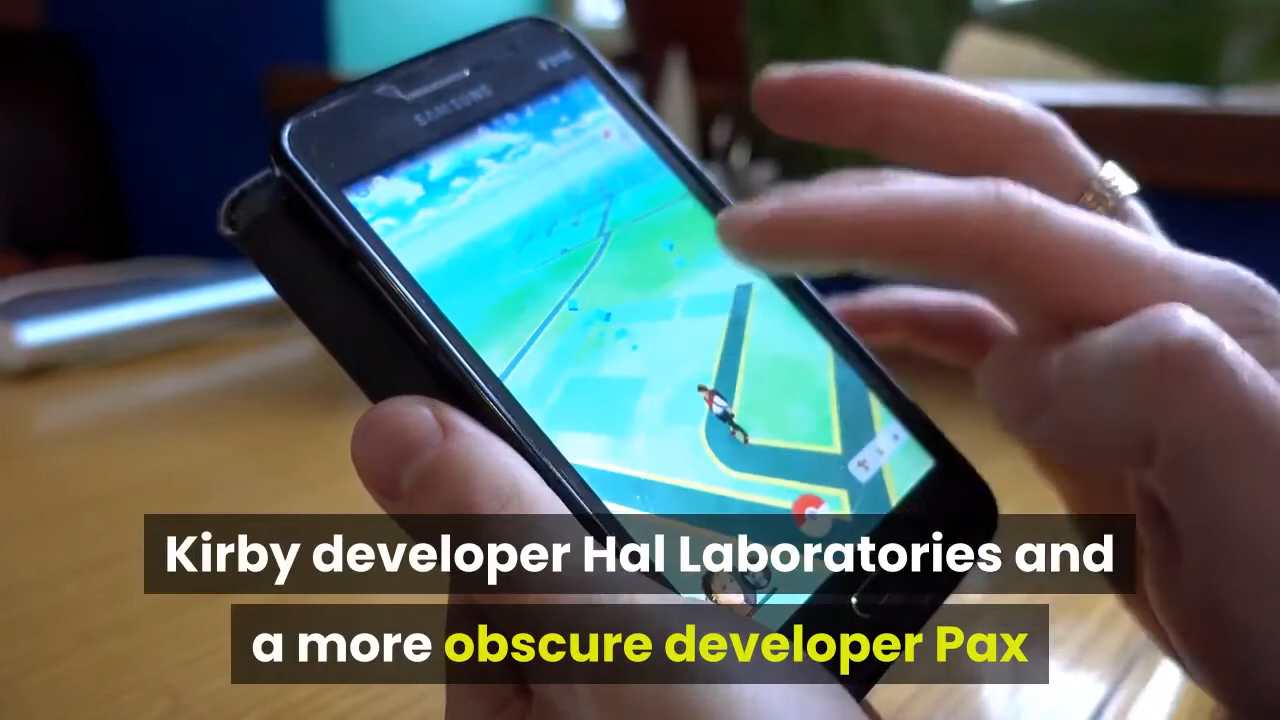 SAMSUNG
Kirby developer Hal Laboratories and
a more obscure developer Pax